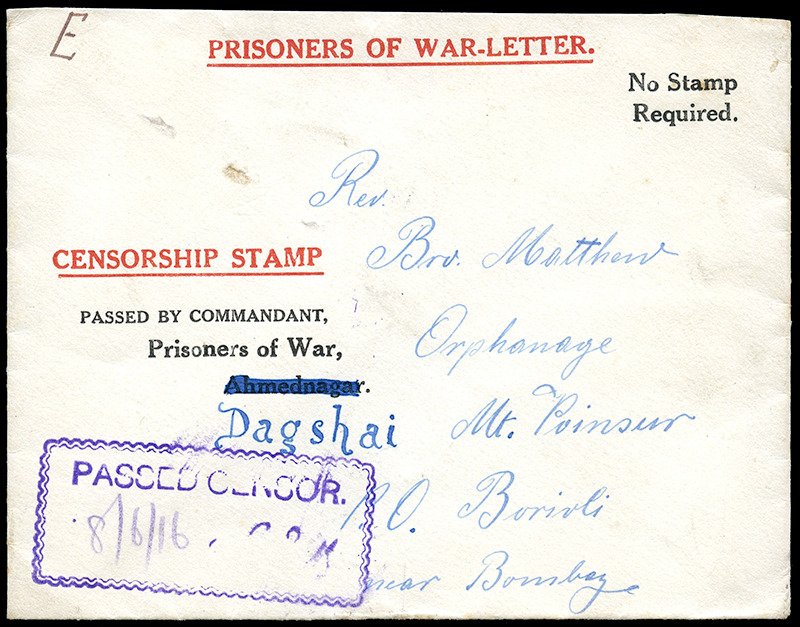 E
PRISONERS OF WAR-LETTER.
No Stamp
Required.
Rev.
Bro. Matthew
Orphanage
Mt. Poinsur
P.O. Borivli
near Bombay
CENSORSHIP STAMP
PASSED BY COMMANDANT,
Prisoners of War,
Ahmednagar.
Dagshai
PASSED CENSOR.
8/6/16